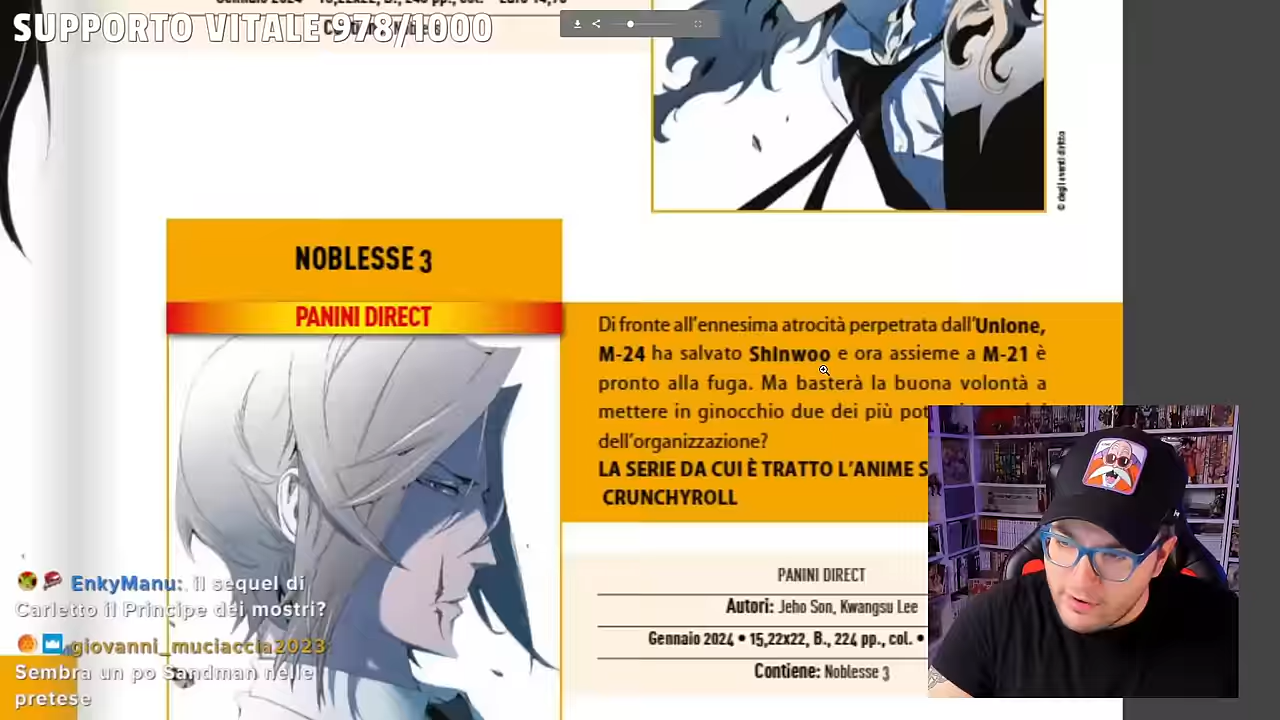 SUPPORTO VITALE 978/1000
© degli aventi diritto
NOBLESSE 3
PANINI DIRECT
Di fronte all'ennesima atrocità perpetrata dall'Unione,
M-24 ha salvato Shinwoo e ora assieme a M-21 è
pronto alla fuga. Ma basterà la buona volontà a
mettere in ginocchio due dei più
dell'organizzazione?
LA SERIE DA CUI È TRATTO L'ANIME
CRUNCHYROLL
PANINI DIRECT
Autori: Jeho Son, Kwangsu Lee
Gennaio 2024 • 15,22x22, B., 224 pp., col. •
Contiene: Noblesse 3
EnkyManu: il sequel di
Carletto il Principe dei mostri?
giovanni_muciaccia2023:
Sembra un po Sandman nelle
pretese